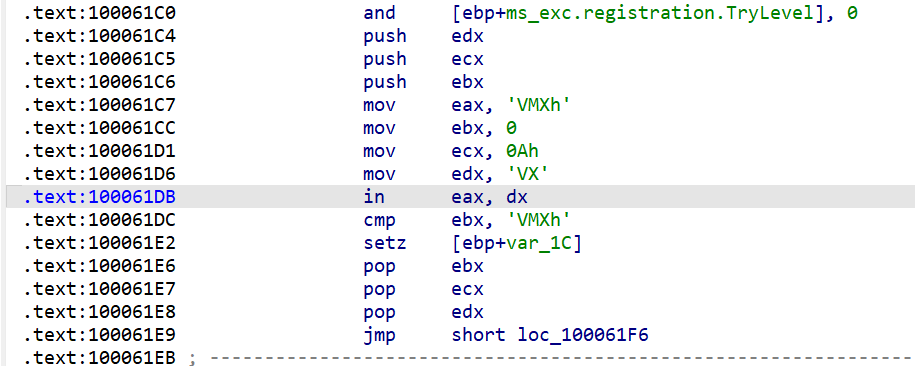 .text:100061C0 and [ebp+ms_exc.registration.TryLevel], 0
.text:100061C4 push edx
.text:100061C5 push ecx
.text:100061C6 push ebx
.text:100061C7 mov eax, 'VMXh'
.text:100061CC mov ebx, 0
.text:100061D1 mov ecx, 0Ah
.text:100061D6 mov edx, 'VX'
.text:100061DB in eax, dx
.text:100061DC cmp ebx, 'VMXh'
.text:100061E2 setz [ebp+var_1C]
.text:100061E6 pop ebx
.text:100061E7 pop ecx
.text:100061E8 pop edx
.text:100061E9 jmp short loc_100061F6
.text:100061EB ; ---------------------------------------------------------------